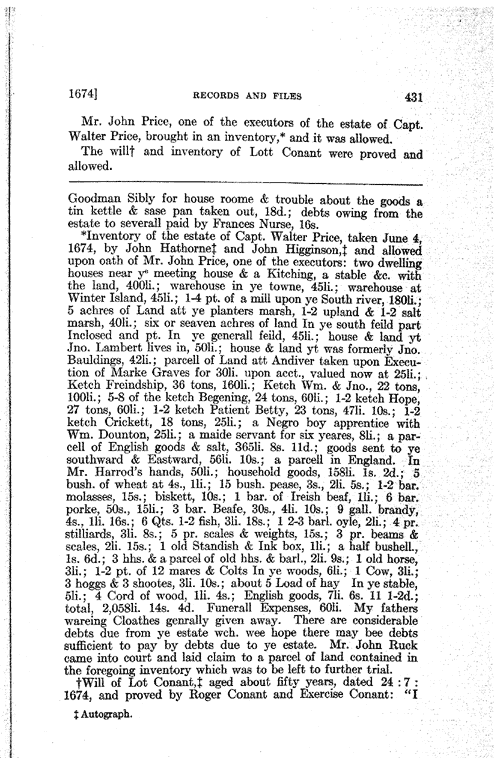 1674] RECORDS AND FILES 431
Mr. John Price, one of the executors of the estate of Capt.
Walter Price, brought in an inventory,* and it was allowed.
The will† and inventory of Lott Conant were proved and
allowed.
Goodman Sibly for house roome & trouble about the goods a
tin kettle & sase pan taken out, 18d.; debts owing from the
estate to severall paid by Frances Nurse, 16s.
*Inventory of the estate of Capt. Walter Price, taken June 4,
1674, by John Hathorne‡ and John Higginson,‡ and allowed
upon oath of Mr. John Price, one of the executors: two dwelling
houses near yᵉ meeting house & a Kitching, a stable &c. with
the land, 400li.; warehouse in ye towne, 45li.; warehouse at
Winter Island, 45li.; 1-4 pt. of a mill upon ye South river, 180li.;
5 achres of Land att ye planters marsh, 1-2 upland & 1-2 salt
marsh, 40li.; six or seaven achres of land In ye south feild part
Inclosed and pt. In ye generall feild, 45li.; house & land yt
Jno. Lambert lives in, 50li.; house & land yt was formerly Jno.
Bauldings, 42li.; parcell of Land att Andiver taken upon Execu-
tion of Marke Graves for 30li. upon acct., valued now at 25li.;
Ketch Freindship, 36 tons, 160li.; Ketch Wm. & Jno., 22 tons,
100li.; 5-8 of the ketch Begening, 24 tons, 60li.; 1-2 ketch Hope,
27 tons, 60li.; 1-2 ketch Patient Betty, 23 tons, 47li. 10s.; 1-2
ketch Crickett, 18 tons, 25li.; a Negro boy apprentice with
Wm. Dounton, 25li.; a maide servant for six yeares, 8li.; a par-
cell of English goods & salt, 365li. 8s. 11d.; goods sent to ye
southward & Eastward, 56li. 10s.; a parcell in England. In
Mr. Harrod's hands, 50li.; household goods, 158li. 1s. 2d.; 5
bush. of wheat at 4s., 1li.; 15 bush. pease, 3s., 2li. 5s.; 1-2 bar.
molasses, 15s.; biskett, 10s.; 1 bar. of Ireish beaf, 1li.; 6 bar.
porke, 50s., 15li.; 3 bar. Beafe, 30s., 4li. 10s.; 9 gall. brandy,
4s., 1li. 16s.; 6 Qts. 1-2 fish, 3li. 18s.; 1 2-3 barl. oyle, 2li.; 4 pr.
stilliards, 3li. 8s.; 5 pr. scales & weights, 15s.; 3 pr. beams &
scales, 2li. 15s.; 1 old Standish & Ink box, 1li.; a half bushell.,
1s. 6d.; 3 hhs. & a parcel of old hhs. & barl., 2li. 9s.; 1 old horse,
3li.; 1-2 pt. of 12 mares & Colts In ye woods, 6li.; 1 Cow, 3li.;
3 hoggs & 3 shootes, 3li. 10s.; about 5 Load of hay In ye stable,
5li.; 4 Cord of wood, 1li. 4s.; English goods, 7li. 6s. 11 1-2d.;
total, 2,058li. 14s. 4d. Funerall Expenses, 60li. My fathers
wareing Cloathes genrally given away. There are considerable
debts due from ye estate wch. wee hope there may bee debts
sufficient to pay by debts due to ye estate. Mr. John Ruck
came into court and laid claim to a parcel of land contained in
the foregoing inventory which was to be left to further trial.
†Will of Lot Conant,‡ aged about fifty years, dated 24 : 7 :
1674, and proved by Roger Conant and Exercise Conant: "I
‡ Autograph.